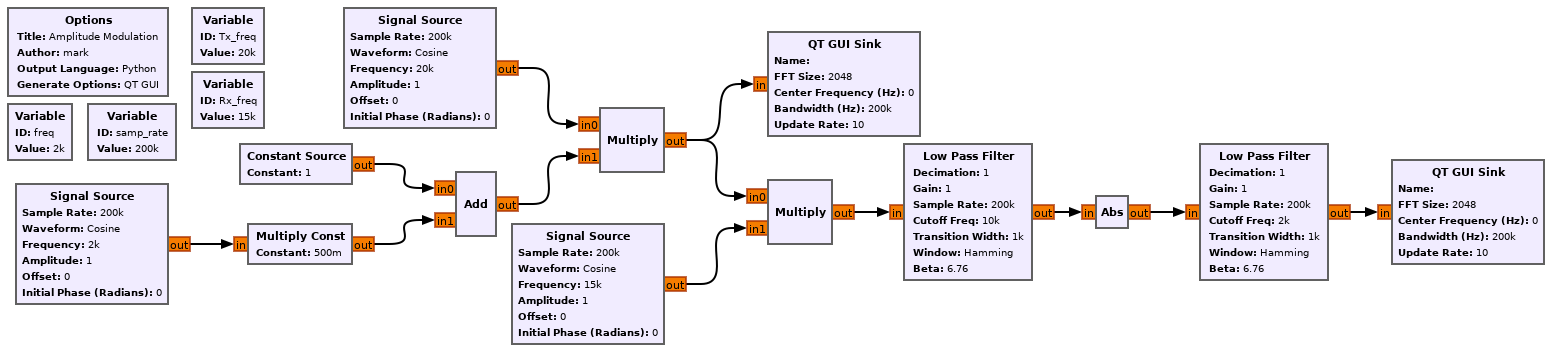 Options
Title: Amplitude Modulation
Author: mark
Output Language: Python
Generate Options: QT GUI
Variable
ID: Tx_freq
Value: 20k
Variable
ID: Rx_freq
Value: 15k
Variable
ID: freq
Value: 2k
Variable
ID: samp_rate
Value: 200k
Signal Source
Sample Rate: 200k
Waveform: Cosine
Frequency: 20k
Amplitude: 1
Offset: 0
Initial Phase (Radians): 0
out
Constant Source
Constant: 1
out
Signal Source
Sample Rate: 200k
Waveform: Cosine
Frequency: 2k
Amplitude: 1
Offset: 0
Initial Phase (Radians): 0
out
in
Multiply Const
Constant: 500m
out
in0
in1
Add
out
in0
in1
Multiply
out
in
QT GUI Sink
Name:
FFT Size: 2048
Center Frequency (Hz): 0
Bandwidth (Hz): 200k
Update Rate: 10
Signal Source
Sample Rate: 200k
Waveform: Cosine
Frequency: 15k
Amplitude: 1
Offset: 0
Initial Phase (Radians): 0
out
in0
in1
Multiply
out
in
Low Pass Filter
Decimation: 1
Gain: 1
Sample Rate: 200k
Cutoff Freq: 10k
Transition Width: 1k
Window: Hamming
Beta: 6.76
out
in
Abs
out
in
Low Pass Filter
Decimation: 1
Gain: 1
Sample Rate: 200k
Cutoff Freq: 2k
Transition Width: 1k
Window: Hamming
Beta: 6.76
out
in
QT GUI Sink
Name:
FFT Size: 2048
Center Frequency (Hz): 0
Bandwidth (Hz): 200k
Update Rate: 10